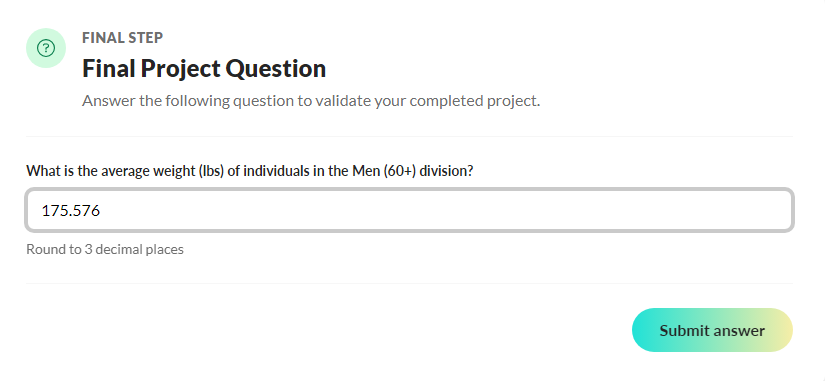 FINAL STEP
Final Project Question
Answer the following question to validate your completed project.
What is the average weight (lbs) of individuals in the Men (60+) division?
175.576
Round to 3 decimal places
Submit answer